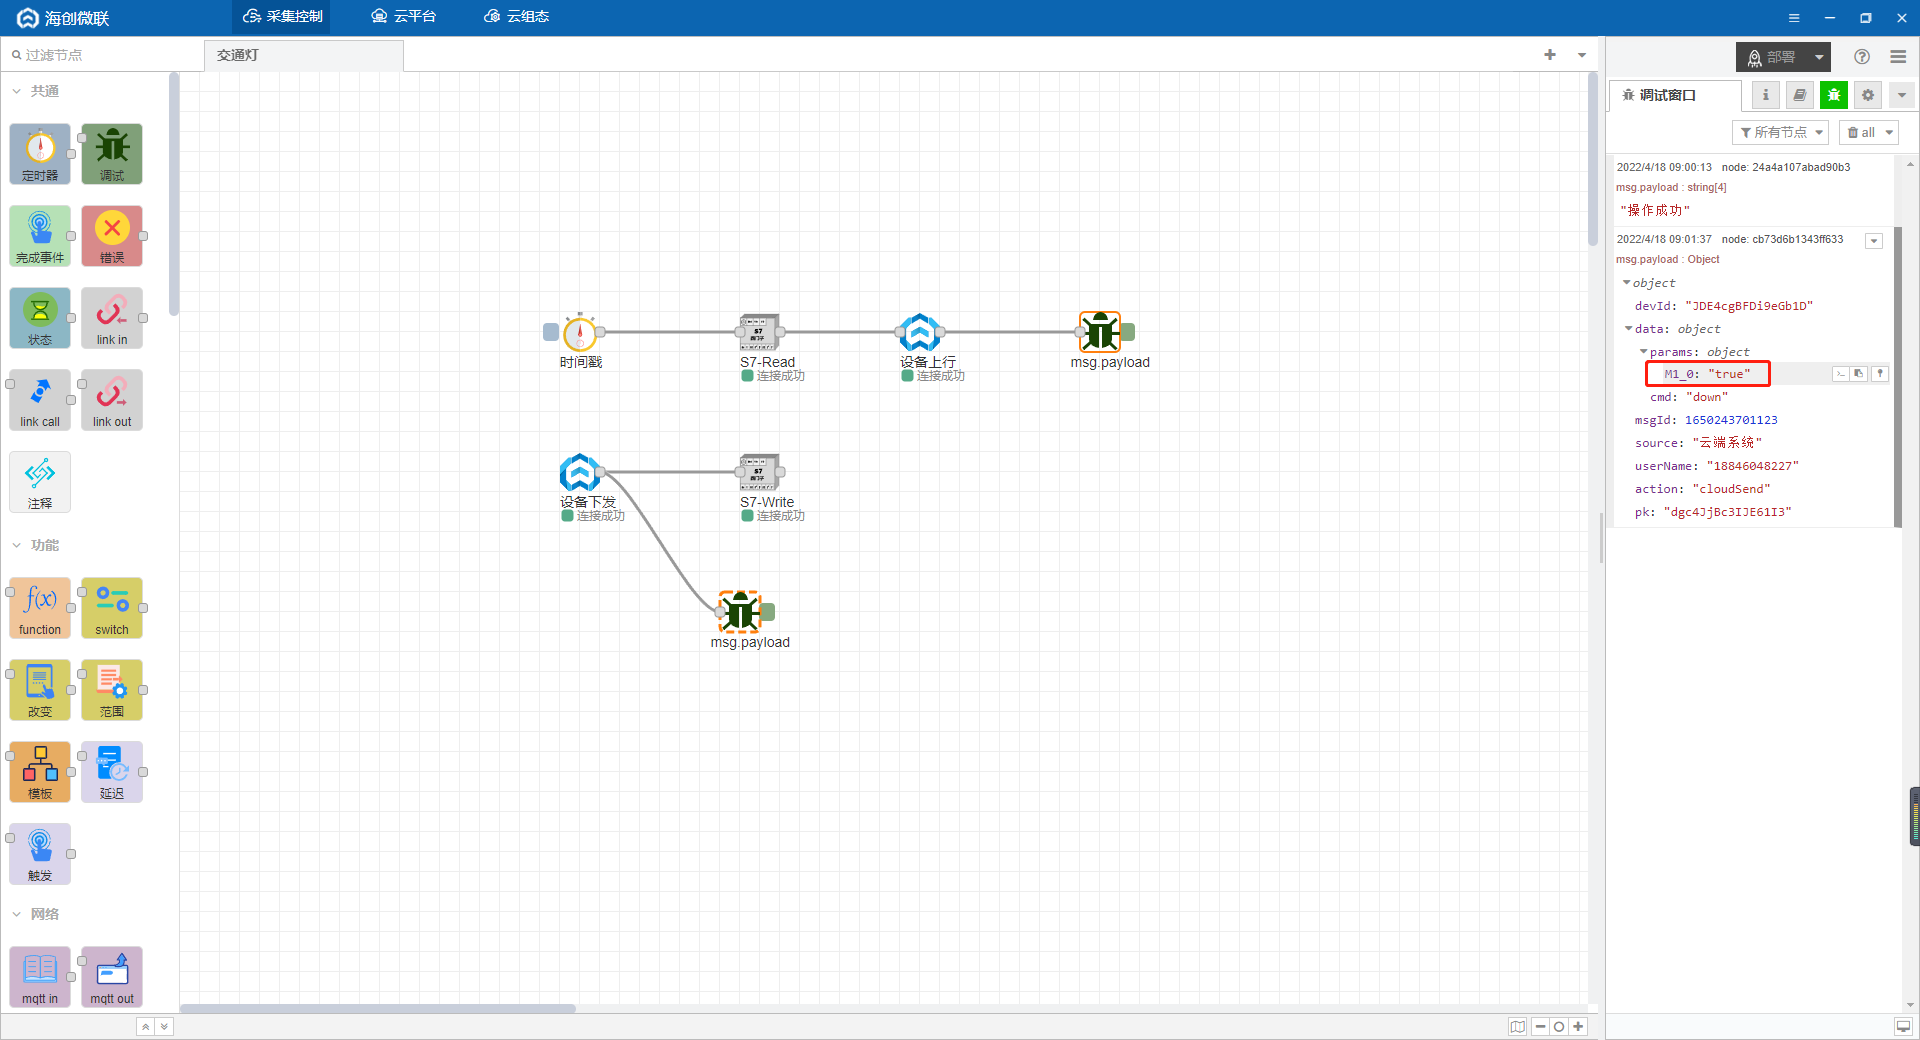 海创微联
采集控制
云平台
云组态
过滤节点
交通灯
部署
共通
定时器
调试
完成事件
错误
状态
link in
link call
link out
注释
功能
f(x)
function
switch
改变
范围
模板
延迟
触发
网络
mqtt in
mqtt out
时间戳
S7
西门子
S7-Read
连接成功
设备上行
连接成功
msg.payload
设备下发
连接成功
S7
西门子
S7-Write
连接成功
msg.payload
调试窗口
所有节点
all
2022/4/18 09:00:13 node: 24a4a107abad90b3
msg.payload : string[4]
"操作成功"
2022/4/18 09:01:37 node: cb73d6b1343ff633
msg.payload : Object
object
devId: "JDE4cgBFDi9eGb1D"
data: object
params: object
M1_0: "true"
cmd: "down"
msgId: 1650243701123
source: "云端系统"
userName: "18846048227"
action: "cloudSend"
pk: "dgc4JjBc3IJE61I3"